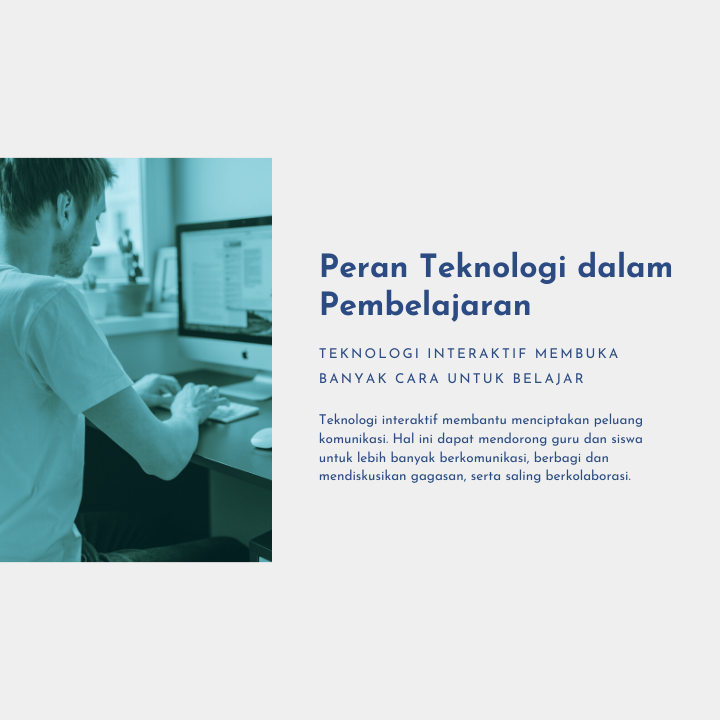 Peran Teknologi dalam
Pembelajaran
TEKNOLOGI INTERAKTIF MEMBUKA
BANYAK CARA UNTUK BELAJAR
Teknologi interaktif membantu menciptakan peluang
komunikasi. Hal ini dapat mendorong guru dan siswa
untuk lebih banyak berkomunikasi, berbagi dan
mendiskusikan gagasan, serta saling berkolaborasi.